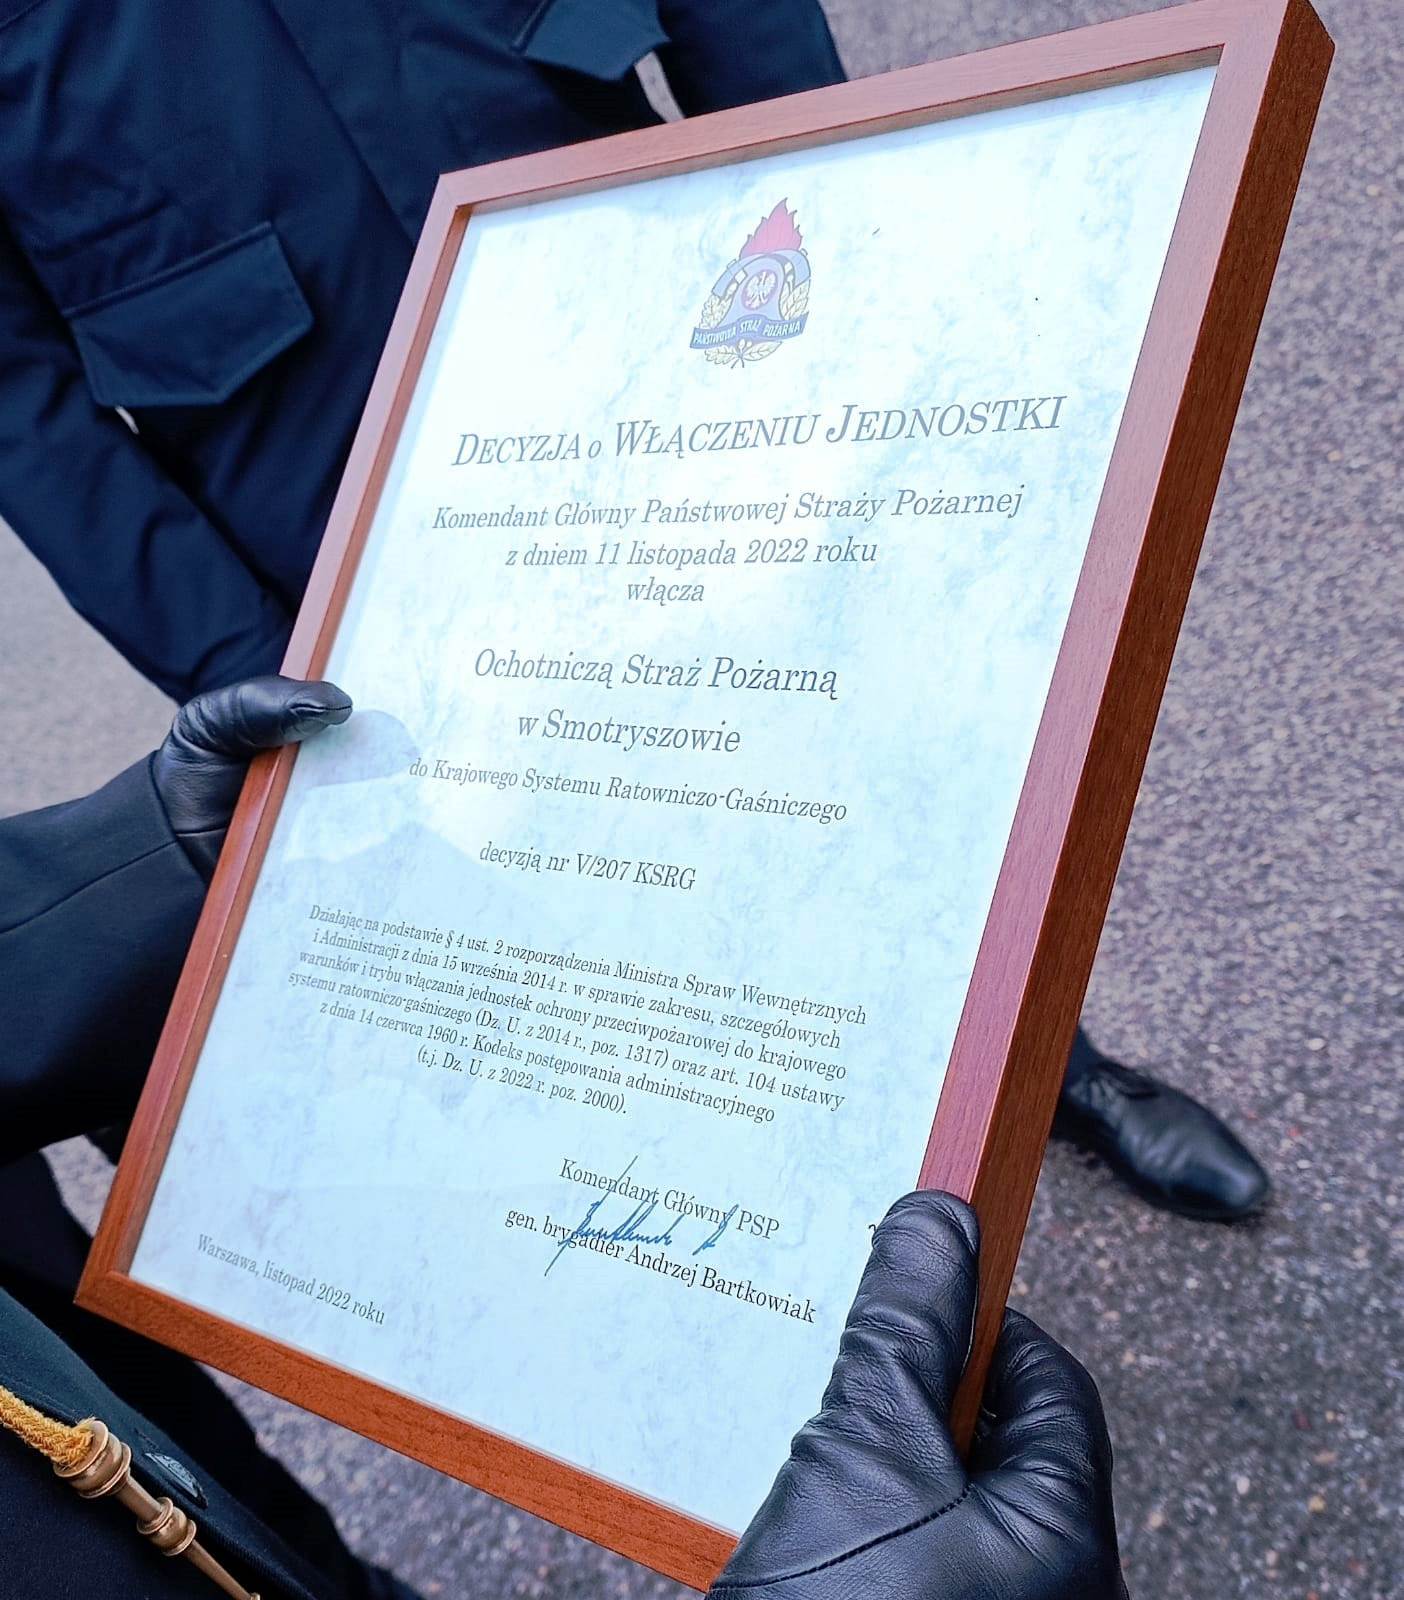 PAŃSTWOWA STRAŻ POŻARNA
DECYZJA O WŁĄCZENIU JEDNOSTKI
Komendant Główny Państwowej Straży Pożarnej
z dniem 11 listopada 2022 roku
włącza
Ochotniczą Straż Pożarną
w Smotryszowie
do Krajowego Systemu Ratowniczo-Gaśniczego
decyzją nr V/207 KSRG
Działając na podstawie § 4 ust. 2 rozporządzenia Ministra Spraw Wewnętrznych
i Administracji z dnia 15 września 2014 r. w sprawie zakresu, szczegółowych
warunków i trybu włączania jednostek ochrony przeciwpożarowej do krajowego
systemu ratowniczo-gaśniczego (Dz. U. z 2014 r., poz. 1317) oraz art. 104 ustawy
z dnia 14 czerwca 1960 r. Kodeks postępowania administracyjnego
(t.j. Dz. U. z 2022 r. poz. 2000).
Komendant Główny PSP
gen. brygadier Andrzej Bartkowiak
Warszawa, listopad 2022 roku